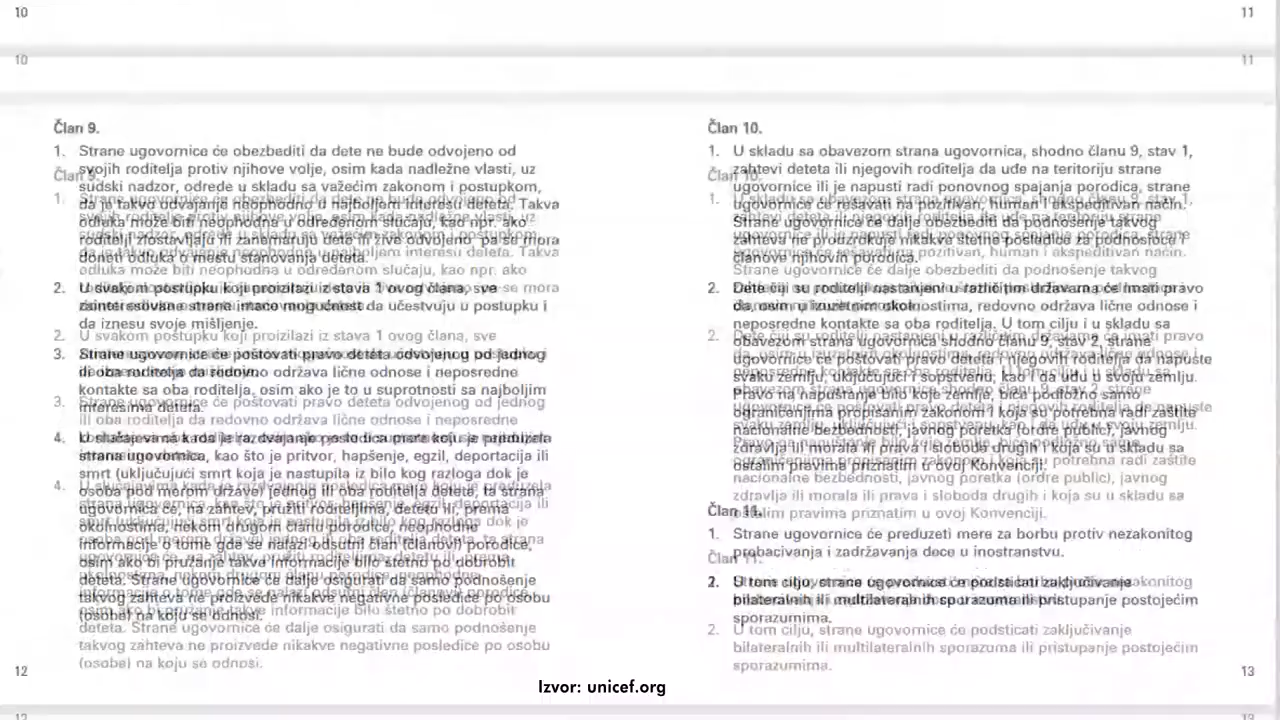 10
11
10
11
Član 9.
1. Strane ugovornice će obezbediti da dete ne bude odvojeno od
svojih roditelja protiv njihove volje, osim kada nadležne vlasti, uz
sudski nadzor, odrede u skladu sa važećim zakonom i postupkom,
da je takvo odvajanje neophodno u najboljem interesu deteta. Takva
odluka može biti neophodna u određenom slučaju, kao npr. ako
roditelji zlostavljaju ili zanemaruju dete ili žive odvojeno pa se mora
doneti odluka o mestu stanovanja deteta.
2. U svakom postupku koji proizilazi iz stava 1 ovog člana, sve
zainteresovane strane imaće mogućnost da učestvuju u postupku i
da iznesu svoje mišljenje.
3. Strane ugovornice će poštovati pravo deteta odvojenog od jednog
ili oba roditelja da redovno održava lične odnose i neposredne
kontakte sa oba roditelja, osim ako je to u suprotnosti sa najboljim
interesima deteta.
4. U slučajevima kada je razdvajanje posledica mere koju je preduzela
strana ugovornica, kao što je pritvor, hapšenje, egzil, deportacija ili
smrt (uključujući smrt koja je nastupila iz bilo kog razloga dok je
osoba pod merom države) jednog ili oba roditelja deteta, ta strana
ugovornica će, na zahtev, pružiti roditeljima, detetu ili, prema
okolnostima, nekom drugom članu porodice, neophodne
informacije o tome gde se nalazi odsutni član (članovi) porodice,
osim ako bi pružanje takve informacije bilo štetno po dobrobit
deteta. Strane ugovornice će dalje osigurati da samo podnošenje
takvog zahteva ne proizvede nikakve negativne posledice po osobu
(osobe) na koju se odnosi.
12
Član 10.
1. U skladu sa obavezom strana ugovornica, shodno članu 9, stav 1,
zahtevi deteta ili njegovih roditelja da uđe na teritoriju strane
ugovornice ili je napusti radi ponovnog spajanja porodica, strane
ugovornice će rešavati na pozitivan, human i ekspeditivan način.
Strane ugovornice će dalje obezbediti da podnošenje takvog
zahteva ne prouzrokuje nikakve štetne posledice za podnosioce i
članove njihovih porodica.
2. Dete čiji su roditelji nastanjeni u različitim državama će imati pravo
da, osim u izuzetnim okolnostima, redovno održava lične odnose i
neposredne kontakte sa oba roditelja. U tom cilju i u skladu sa
obavezom strana ugovornica shodno članu 9, stav 2, strane
ugovornice će poštovati pravo deteta i njegovih roditelja da napuste
svaku zemlju, uključujući i sopstvenu, kao i da uđu u svoju zemlju.
Pravo na napuštanje bilo koje zemlje, biće podložno samo
ograničenjima propisanim zakonom i koja su potrebna radi zaštite
nacionalne bezbednosti, javnog poretka (ordre public), javnog
zdravlja ili morala ili prava i slobode drugih i koja su u skladu sa
ostalim pravima priznatim u ovoj Konvenciji.
Član 11.
1. Strane ugovornice će preduzeti mere za borbu protiv nezakonitog
prebacivanja i zadržavanja dece u inostranstvu.
2. U tom cilju, strane ugovornice će podsticati zaključivanje
bilateralnih ili multilateralnih sporazuma ili pristupanje postojećim
sporazumima.
13
Izvor: unicef.org